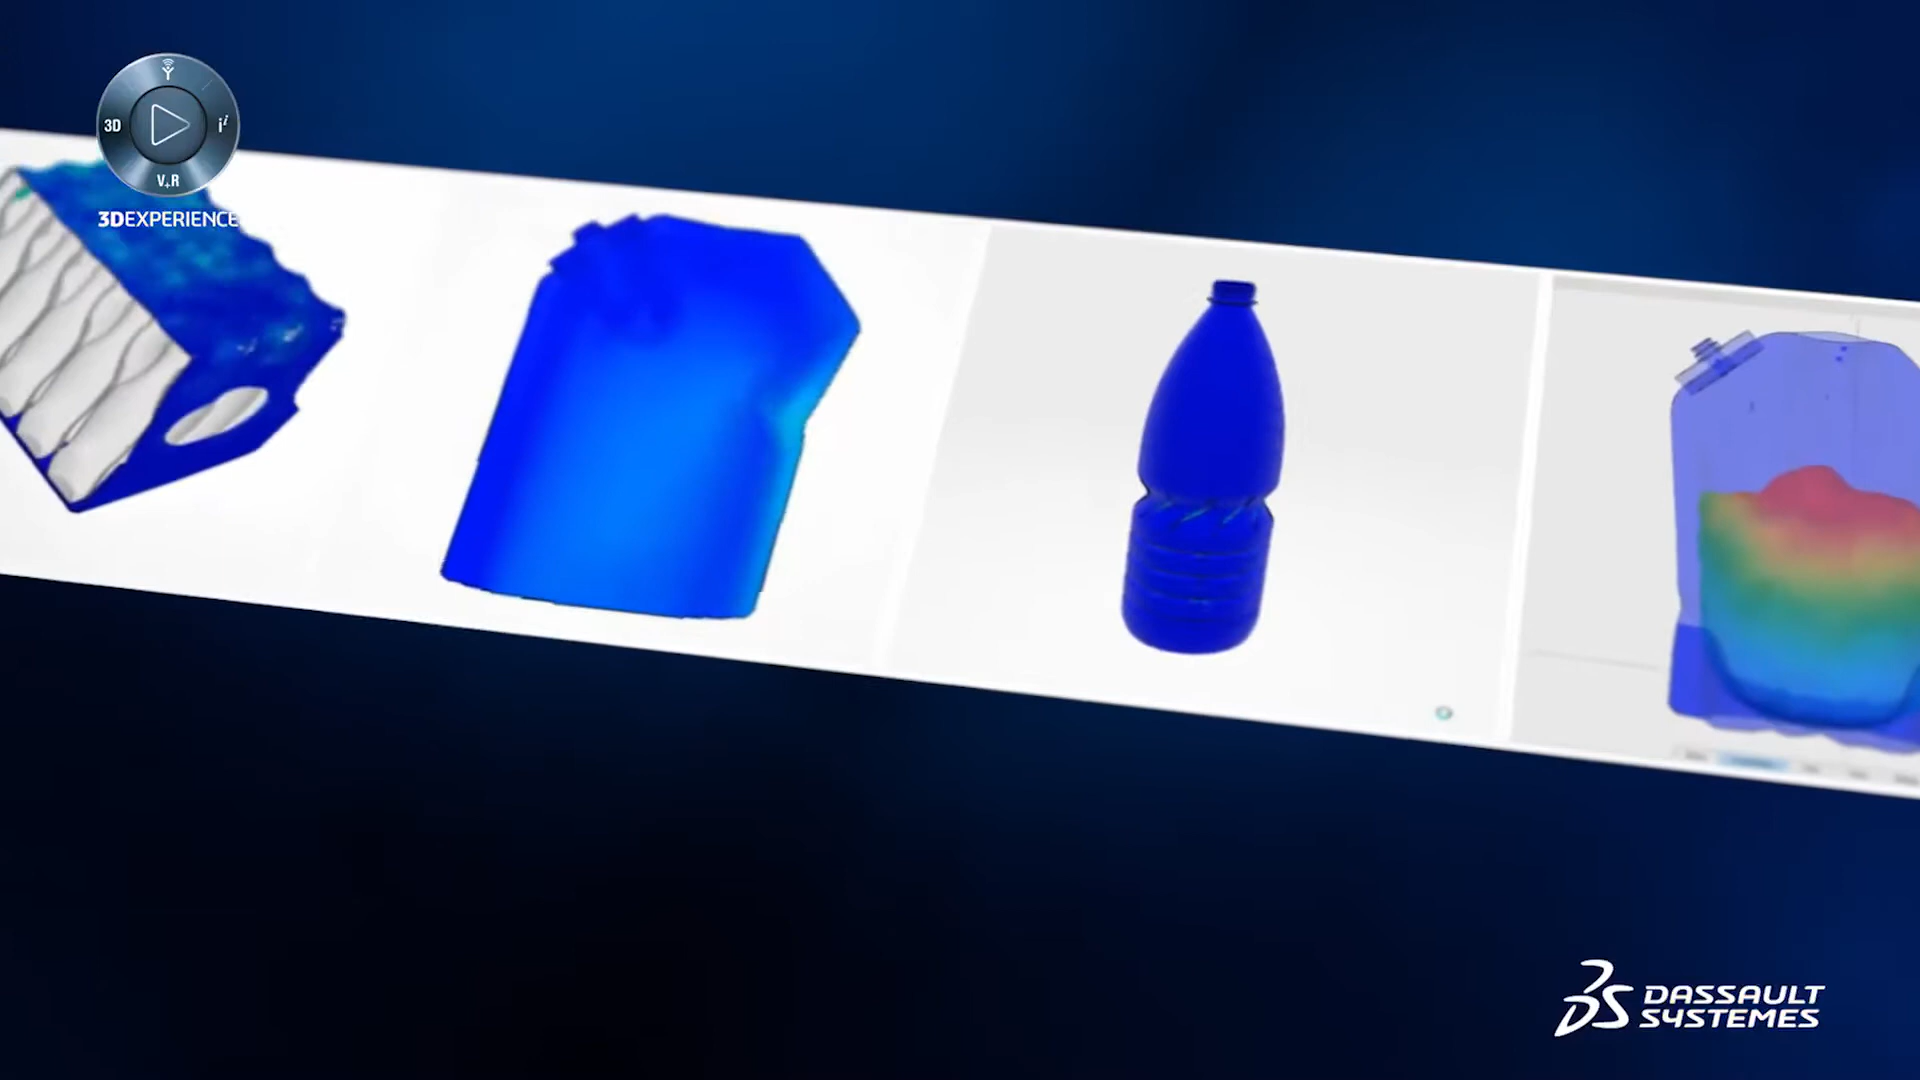 3D
i
V+R
3DEXPERIENCE
DASSAULT
SYSTEMES